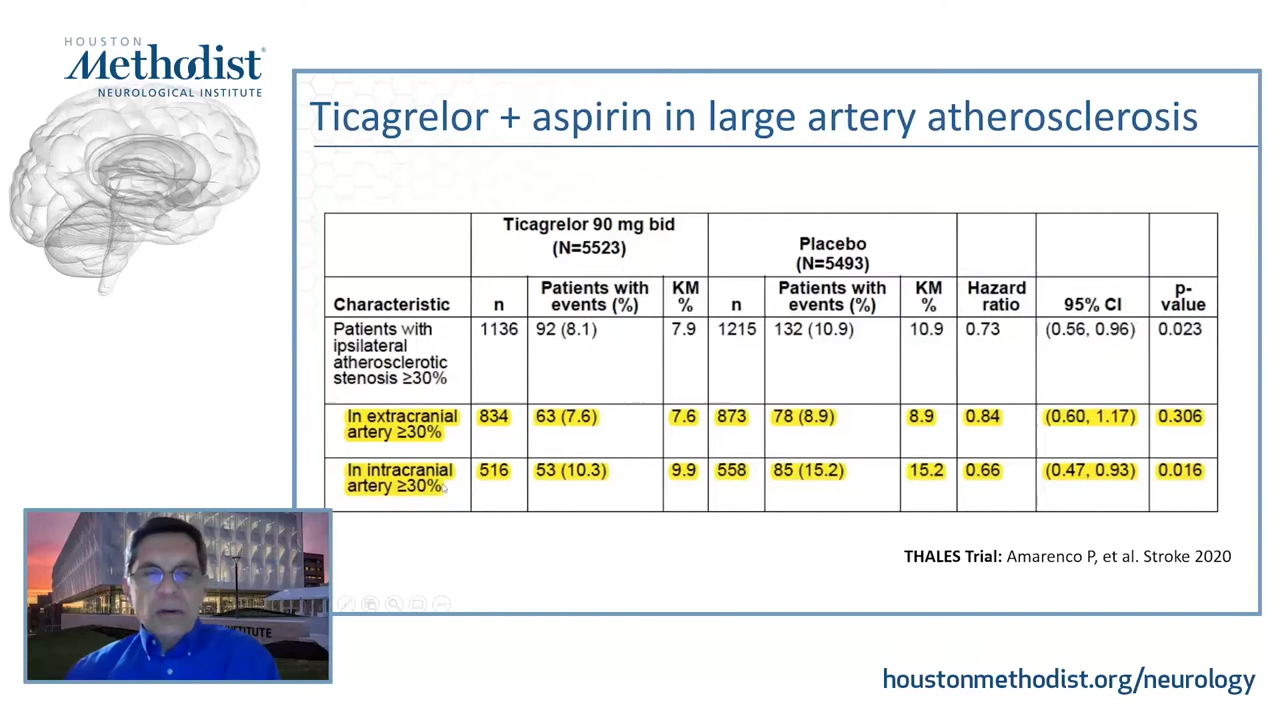 HOUSTON
Methodist®
NEUROLOGICAL INSTITUTE
Ticagrelor + aspirin in large artery atherosclerosis
Ticagrelor 90 mg bid
(N=5523)
Placebo
(N=5493)
Characteristic n Patients with events (%) KM % n Patients with events (%) KM % Hazard ratio 95% CI p-value
Patients with 1136 92 (8.1) 7.9 1215 132 (10.9) 10.9 0.73 (0.56, 0.96) 0.023
ipsilateral
atherosclerotic
stenosis ≥30%
In extracranial 834 63 (7.6) 7.6 873 78 (8.9) 8.9 0.84 (0.60, 1.17) 0.306
artery ≥30%
In intracranial 516 53 (10.3) 9.9 558 85 (15.2) 15.2 0.66 (0.47, 0.93) 0.016
artery ≥30%
THALES Trial: Amarenco P, et al. Stroke 2020
INSTITUTE
houstonmethodist.org/neurology